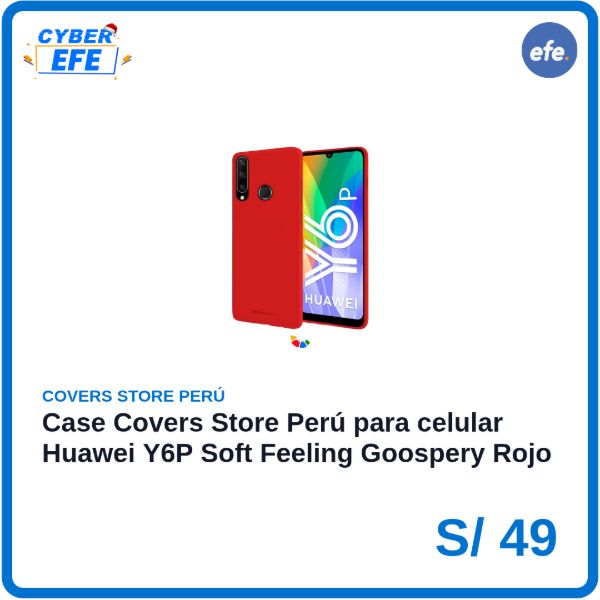 CYBER
EFE
efe.
Y6P
HUAWEI
COVERS STORE PERÚ
Case Covers Store Perú para celular
Huawei Y6P Soft Feeling Goospery Rojo
S/ 49